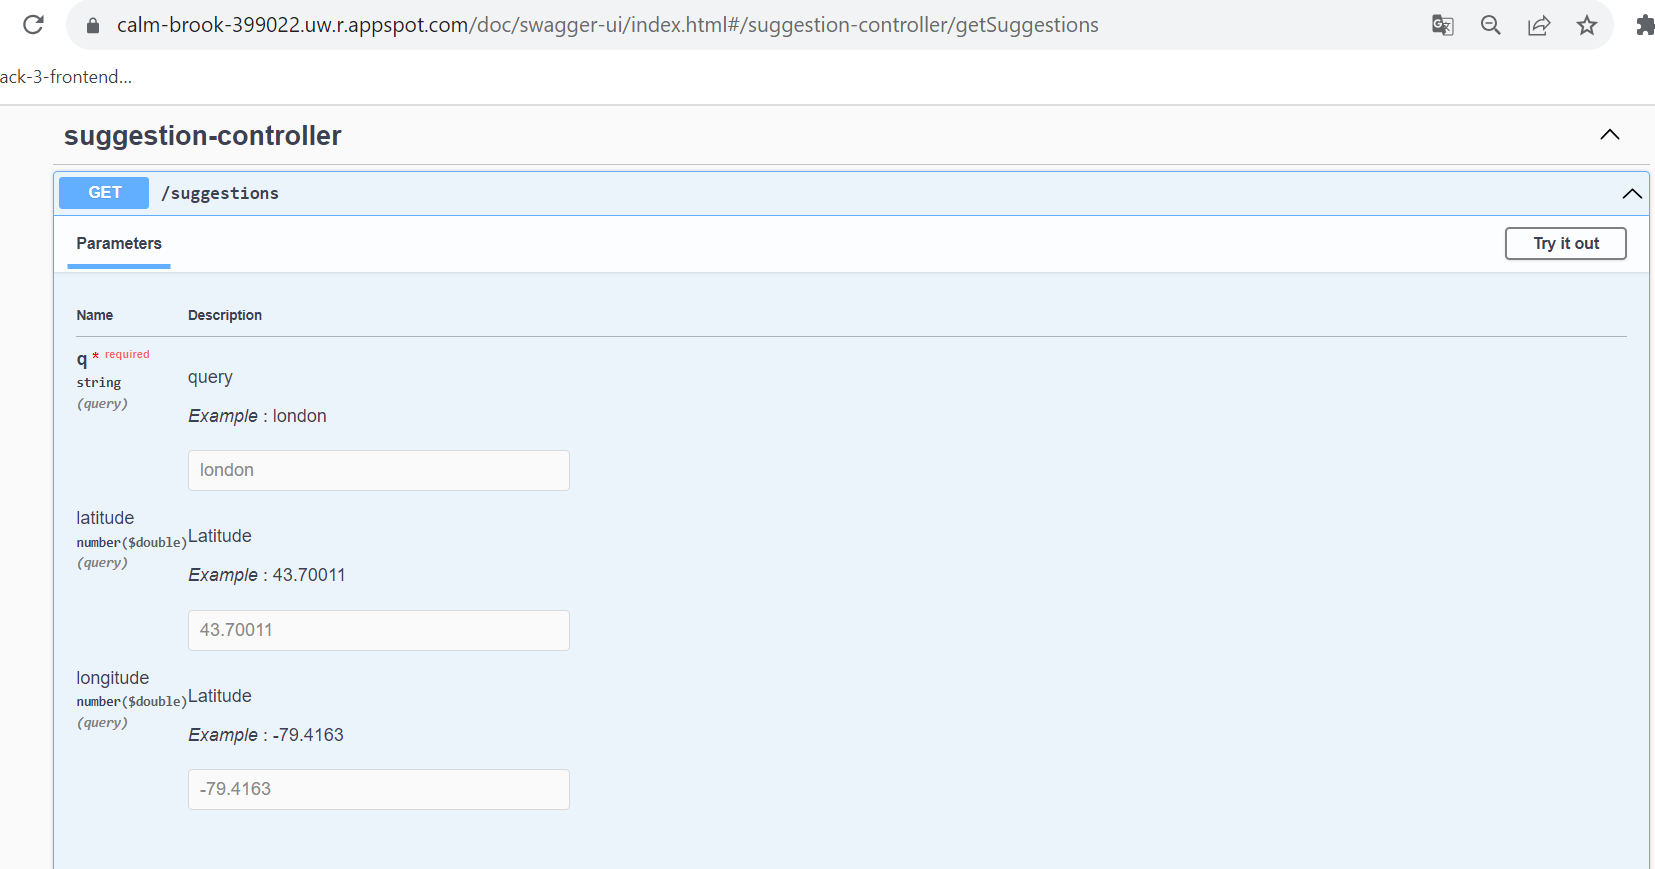 calm-brook-399022.uw.r.appspot.com/doc/swagger-ui/index.html#/suggestion-controller/getSuggestions
ack-3-frontend...
suggestion-controller
GET /suggestions
Parameters
Try it out
Name Description
q * required
string
(query)
query
Example : london
london
latitude
number($double)
(query)
Latitude
Example : 43.70011
43.70011
longitude
number($double)
(query)
Latitude
Example : -79.4163
-79.4163